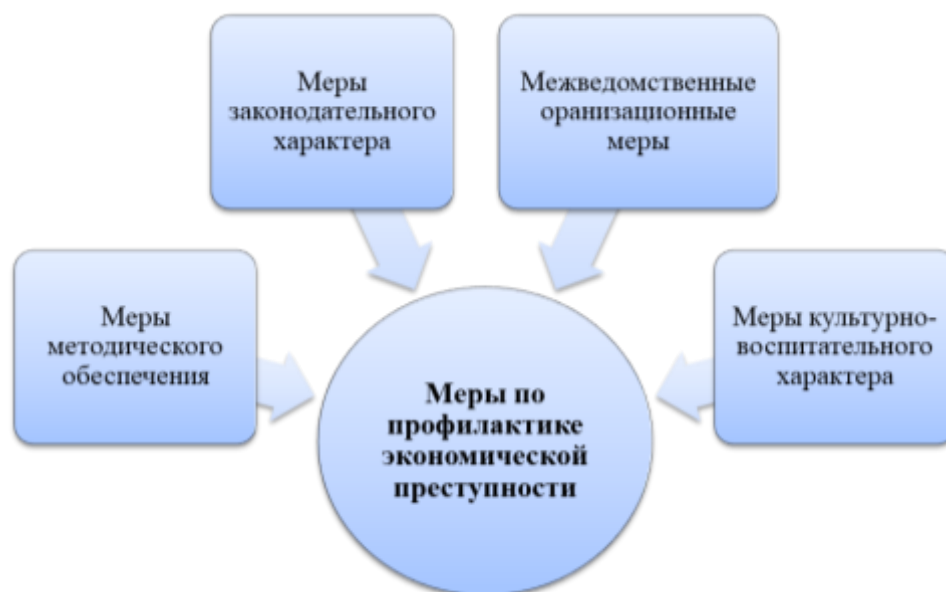 Меры
законодательного
характера
Межведомственные
оранизационные
меры
Меры
методического
обеспечения
Меры культурно-
воспитательного
характера
Меры по
профилактике
экономической
преступности